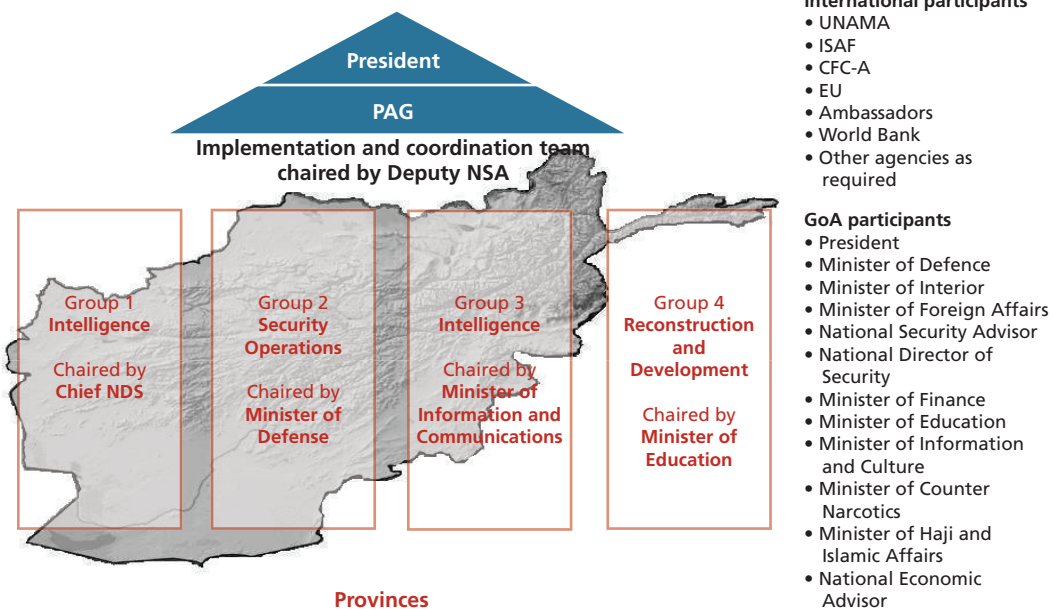 President
PAG
Implementation and coordination team
chaired by Deputy NSA
Group 1
Intelligence
Chaired by
Chief NDS
Group 2
Security
Operations
Chaired by
Minister of
Defense
Group 3
Intelligence
Chaired by
Minister of
Information and
Communications
Group 4
Reconstruction
and
Development
Chaired by
Minister of
Education
Provinces
International participants
• UNAMA
• ISAF
• CFC-A
• EU
• Ambassadors
• World Bank
• Other agencies as
required
GoA participants
• President
• Minister of Defence
• Minister of Interior
• Minister of Foreign Affairs
• National Security Advisor
• National Director of
Security
• Minister of Finance
• Minister of Education
• Minister of Information
and Culture
• Minister of Counter
Narcotics
• Minister of Haji and
Islamic Affairs
• National Economic
Advisor